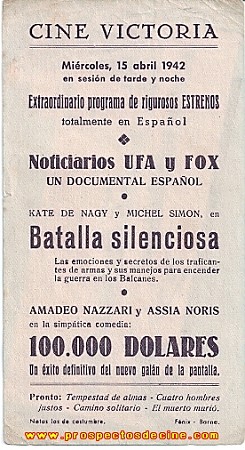 CINE VICTORIA
Miércoles, 15 abril 1942
en sesión de tarde y noche
Extraordinario programa de rigurosos ESTRENOS
totalmente en Español
Noticiarios UFA y FOX
UN DOCUMENTAL ESPAÑOL
KATE DE NAGY y MICHEL SIMON, en
Batalla silenciosa
Las emociones y secretos de los trafican-
tes de armas y sus manejos para encender
la guerra en los Balcanes.
AMADEO NAZZARI y ASSIA NORIS
en la simpática comedia:
100.000 DOLARES
Un éxito definitivo del nuevo galán de la pantalla.
Pronto: Tempestad de almas - Cuatro hombres
justos - Camino solitario - El muerto murió.
Notas las de costumbre.
Fénix - Barna.
www.prospectosdecine.com